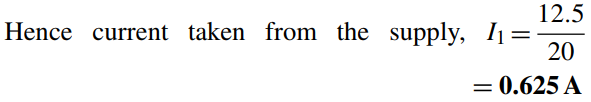 Hence current taken from the supply, I₁ = 12.5/20
= 0.625 A